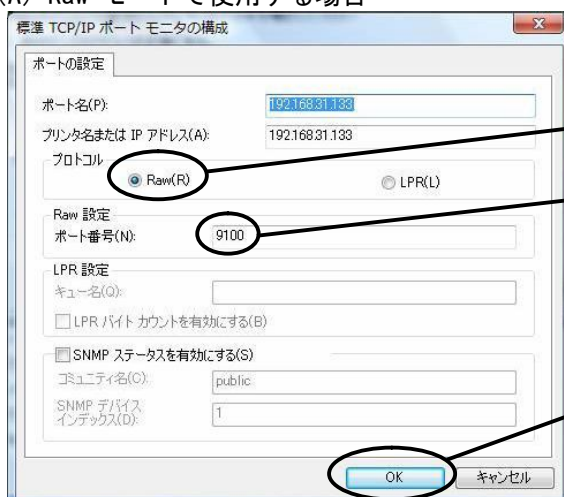 (A) Raw モードで使用する場合
標準 TCP/IP ポート モニタの構成
ポートの設定
ポート名(P): 192.168.31.133
プリンタ名または IP アドレス(A): 192.168.31.133
プロトコル
Raw(R) LPR(L)
Raw 設定
ポート番号(N): 9100
LPR 設定
キュー名(Q):
LPR バイト カウントを有効にする(B)
SNMP ステータスを有効にする(S)
コミュニティ名(C): public
SNMP デバイス
インデックス(D): 1
OK キャンセル